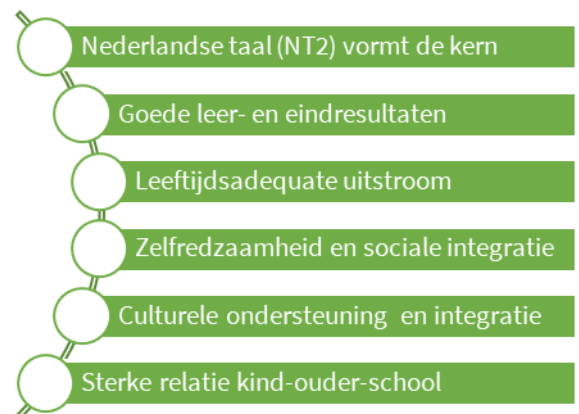 Nederlandse taal (NT2) vormt de kern
Goede leer- en eindresultaten
Leeftijdsadequate uitstroom
Zelfredzaamheid en sociale integratie
Culturele ondersteuning  en integratie
Sterke relatie kind-ouder-school